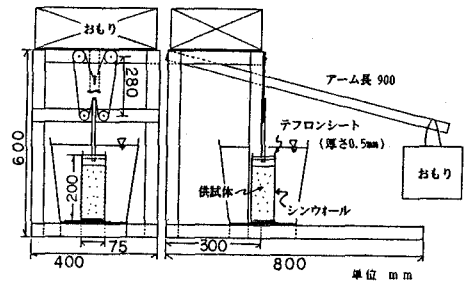 おもり
アーム長 900
テフロンシート
(厚さ0.5mm)
おもり
供試体
シンウォール
600
280
200
75
400
300
800
単位 mm